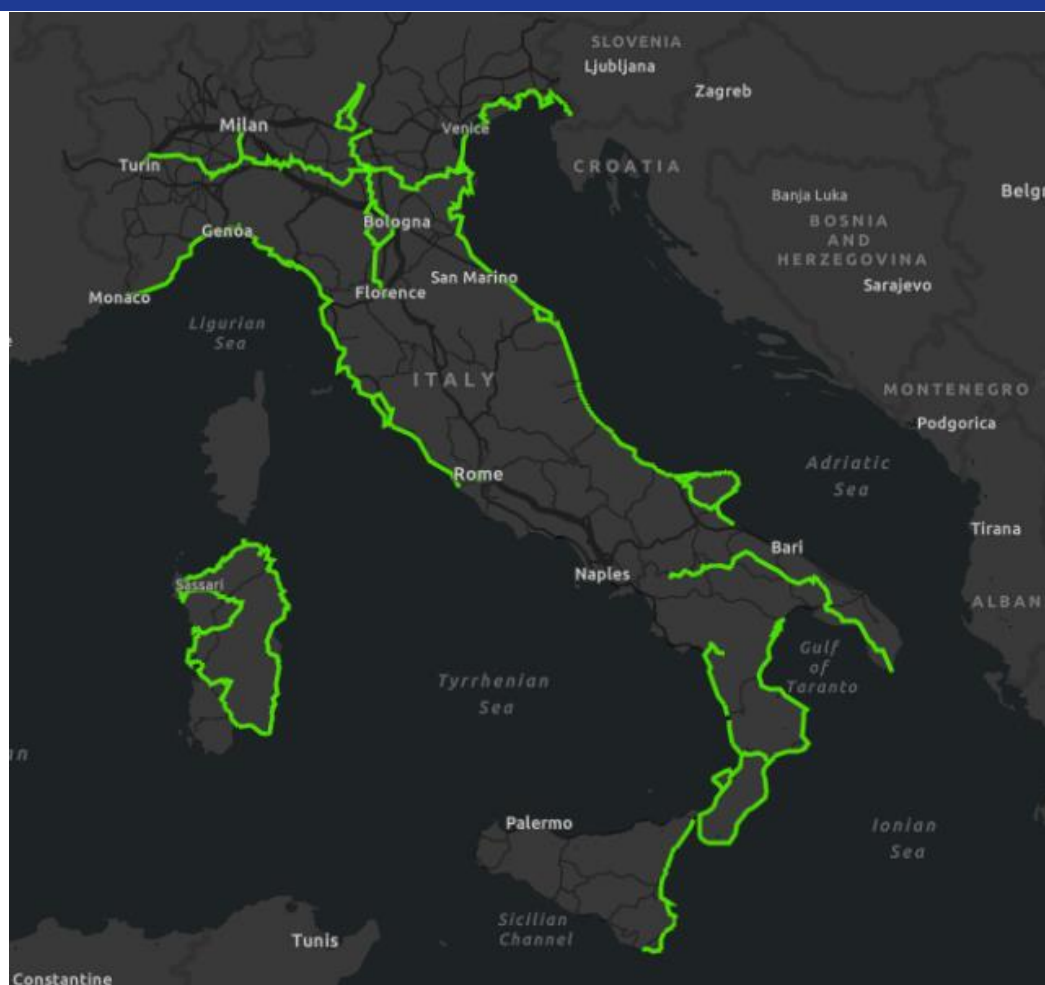 SLOVENIA
Ljubljana
Zagreb
Milan
Venice
Turin
CROATIA
Banja Luka
Belgr
BOSNIA
AND
HERZEGOVINA
Bologna
Genoa
San Marino
Sarajevo
Monaco
Florence
Ligurian
Sea
ITALY
MONTENEGRO
Podgorica
Rome
Adriatic
Sea
Tirana
Bari
Naples
Sassari
ALBAN
Gulf
of
Taranto
Tyrrhenian
Sea
Palermo
Ionian
Sea
Sicilian
Channel
Tunis
Constantine